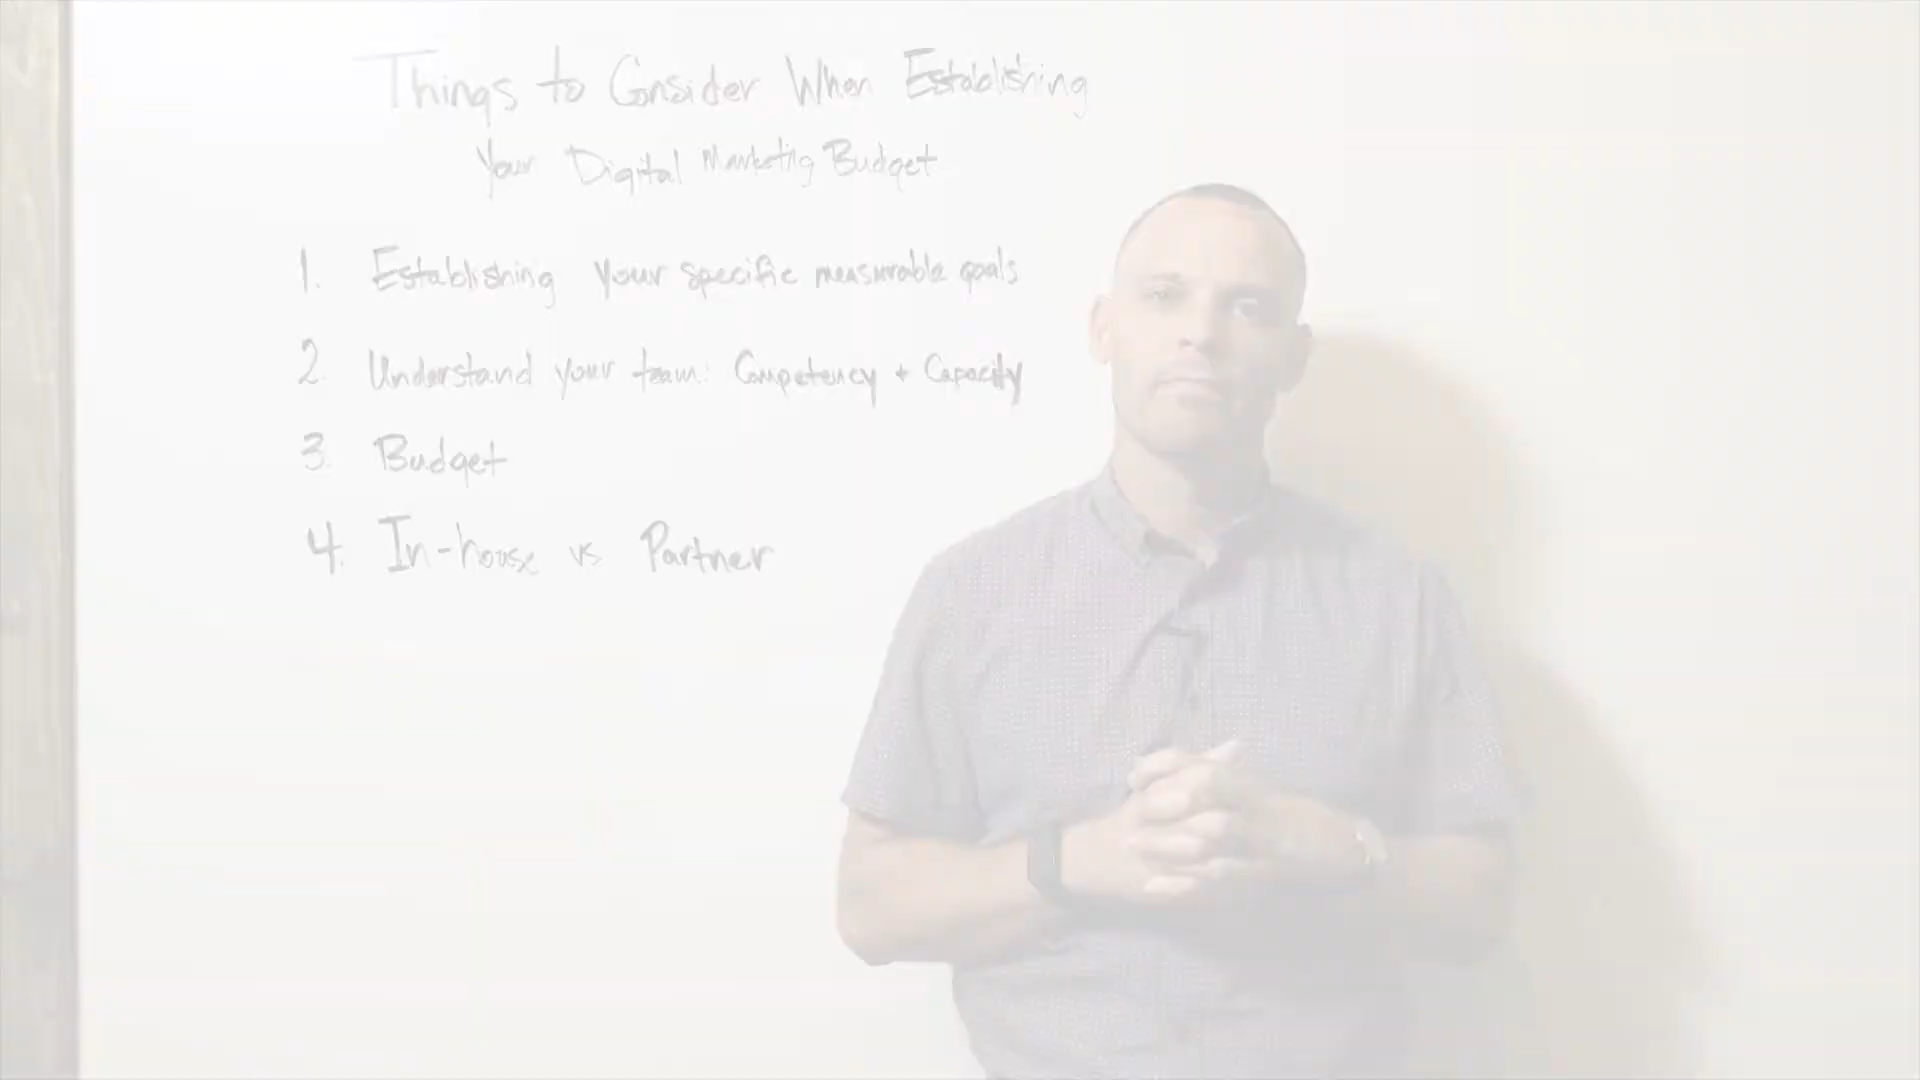 Things to Consider When Establishing
Your Digital Marketing Budget
1. Establishing your specific measurable goals
2. Understand your team: Competency + Capacity
3. Budget
4. In-house vs Partner